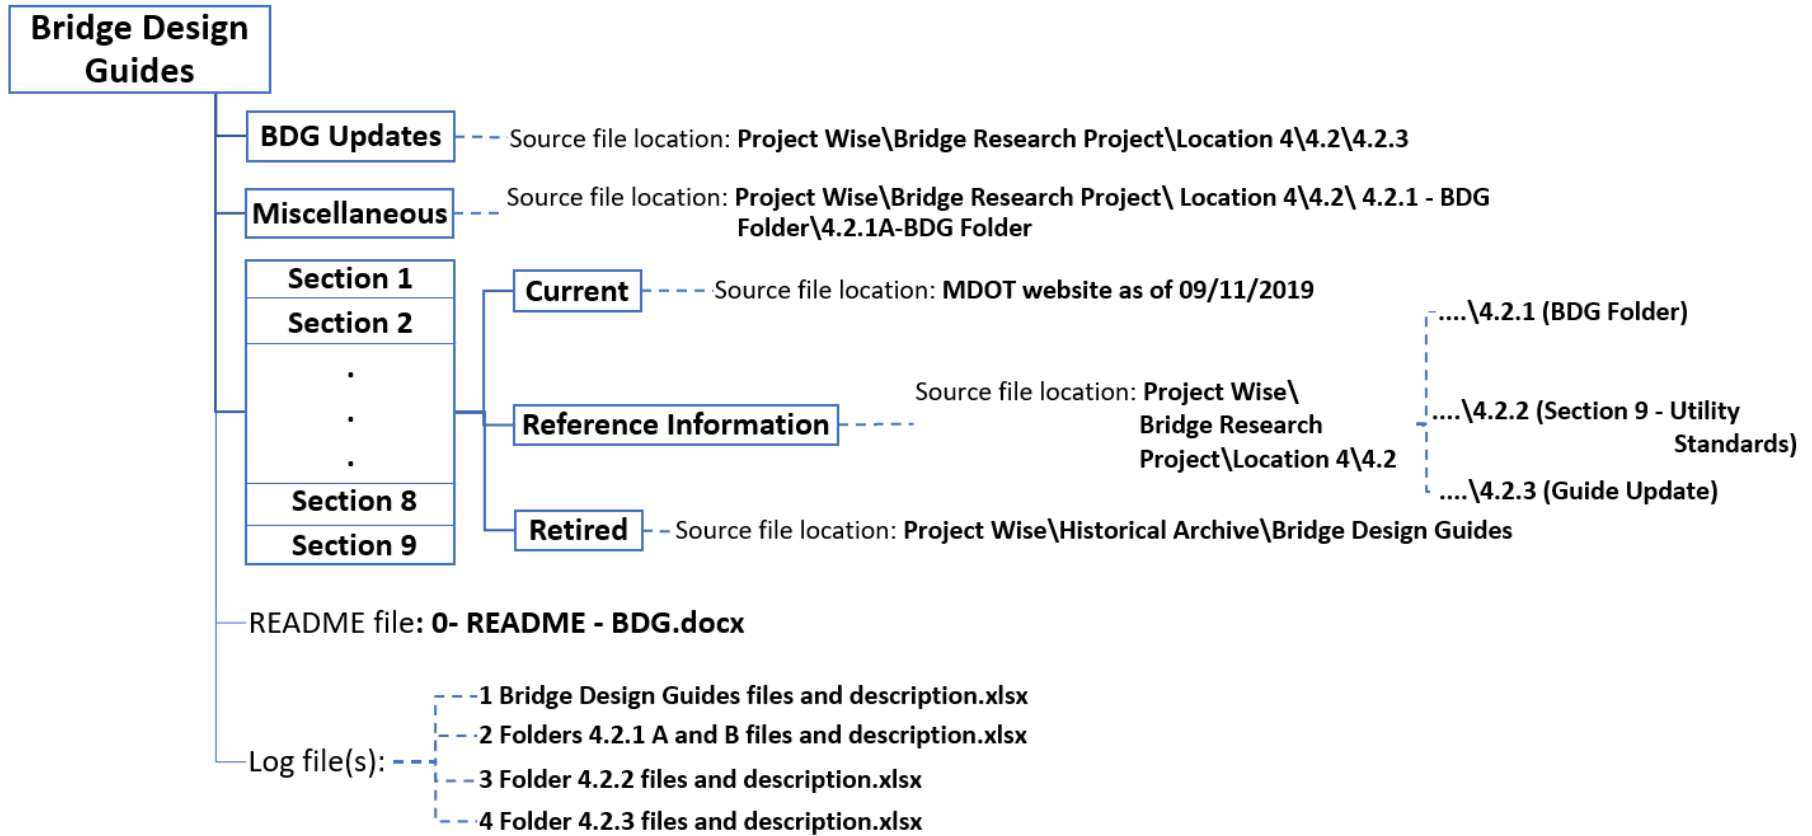 Bridge Design
Guides
BDG Updates
Source file location: Project Wise\Bridge Research Project\Location 4\4.2\4.2.3
Miscellaneous
Source file location: Project Wise\Bridge Research Project\ Location 4\4.2\ 4.2.1 - BDG
Folder\4.2.1A-BDG Folder
Section 1
Section 2
.
.
.
Section 8
Section 9
Current
Source file location: MDOT website as of 09/11/2019
Reference Information
Source file location: Project Wise\
Bridge Research
Project\Location 4\4.2
....\4.2.1 (BDG Folder)
....\4.2.2 (Section 9 - Utility
Standards)
....\4.2.3 (Guide Update)
Retired
Source file location: Project Wise\Historical Archive\Bridge Design Guides
README file: 0- README - BDG.docx
Log file(s):
1 Bridge Design Guides files and description.xlsx
2 Folders 4.2.1 A and B files and description.xlsx
3 Folder 4.2.2 files and description.xlsx
4 Folder 4.2.3 files and description.xlsx